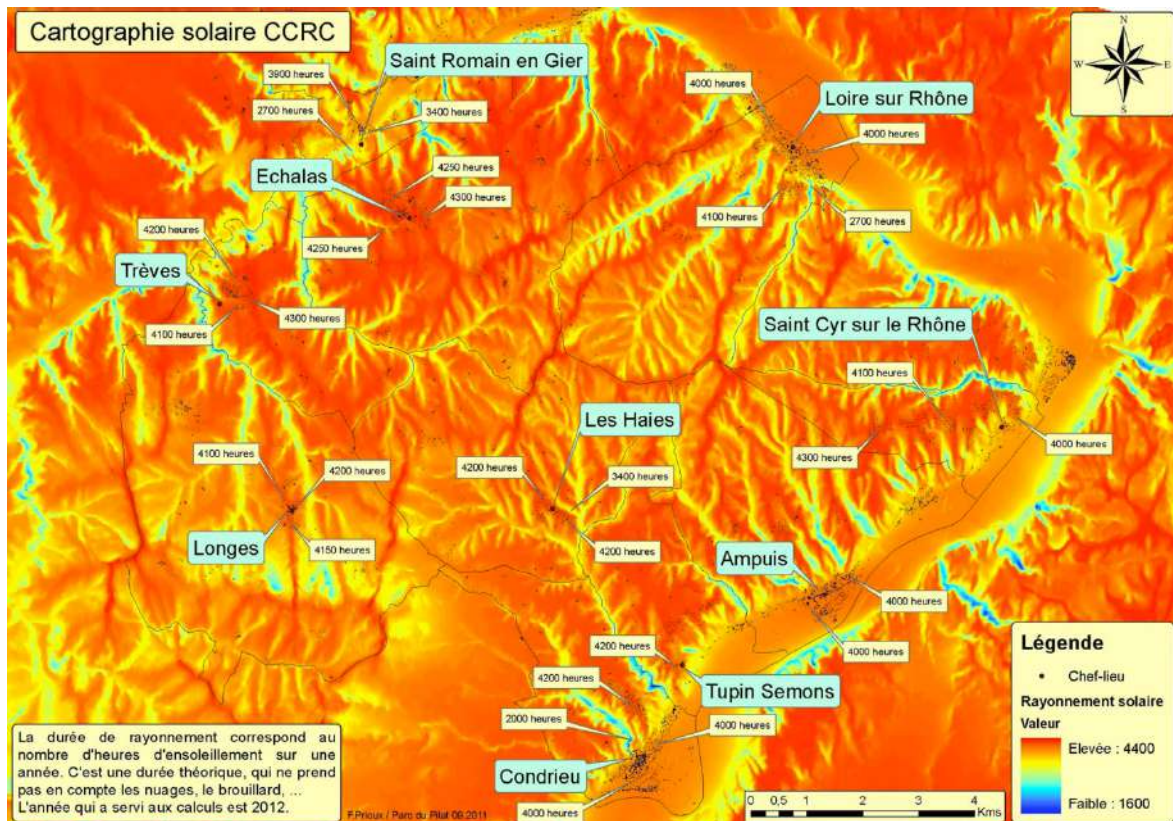 Cartographie solaire CCRC
N
W
E
S
Saint Romain en Gier
3900 heures
2700 heures
3400 heures
4000 heures
Loire sur Rhône
4000 heures
4100 heures
2700 heures
Echalas
4250 heures
4300 heures
4250 heures
4200 heures
Trèves
4100 heures
4300 heures
Saint Cyr sur le Rhône
4100 heures
4300 heures
4000 heures
Les Haies
4200 heures
3400 heures
4200 heures
4100 heures
4200 heures
Longes
4150 heures
Ampuis
4000 heures
4000 heures
4200 heures
Tupin Semons
4200 heures
2000 heures
4000 heures
Condrieu
4000 heures
La durée de rayonnement correspond au
nombre d'heures d'ensoleillement sur une
année. C'est une durée théorique, qui ne prend
pas en compte les nuages, le brouillard, ...
L'année qui a servi aux calculs est 2012.
F.Prioux / Parc du Pilat 09.2011
0 0,5 1 2 3 4
Kms
Légende
Chef-lieu
Rayonnement solaire
Valeur
Elevée : 4400
Faible : 1600